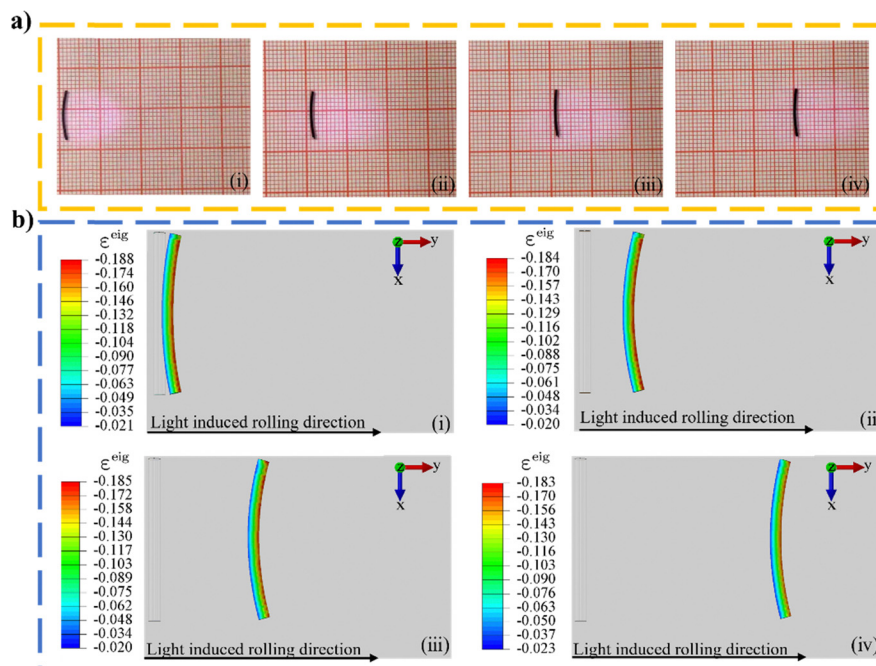 a)
(i)
(ii)
(iii)
(iv)
b)
ε^eig
-0.188
-0.174
-0.160
-0.146
-0.132
-0.118
-0.104
-0.090
-0.077
-0.063
-0.049
-0.035
-0.021
z y
x
Light induced rolling direction
(i)
ε^eig
-0.184
-0.170
-0.157
-0.143
-0.129
-0.116
-0.102
-0.088
-0.075
-0.061
-0.048
-0.034
-0.020
z y
x
Light induced rolling direction
(ii
ε^eig
-0.185
-0.172
-0.158
-0.144
-0.130
-0.117
-0.103
-0.089
-0.075
-0.062
-0.048
-0.034
-0.020
z y
x
Light induced rolling direction
(iii)
ε^eig
-0.183
-0.170
-0.156
-0.143
-0.130
-0.116
-0.103
-0.090
-0.076
-0.063
-0.050
-0.037
-0.023
z y
x
Light induced rolling direction
(iv)